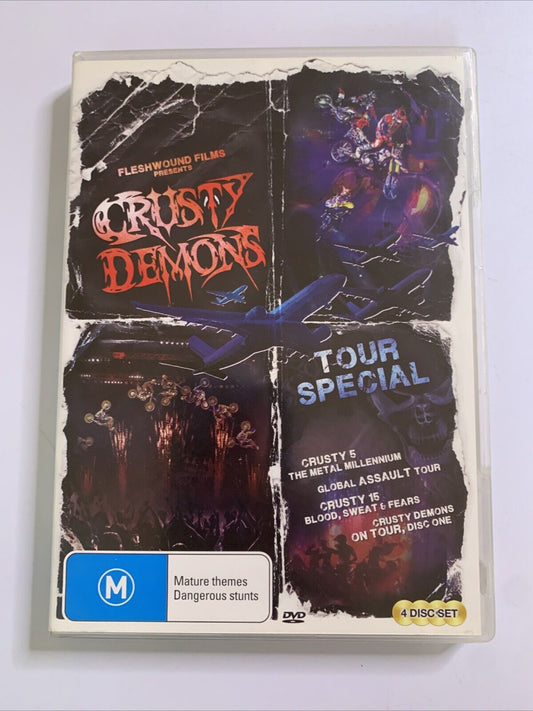 FLESHWOUND FILMS
PRESENTS
CRUSTY
DEMONS
TOUR
SPECIAL
CRUSTY 5
THE METAL MILLENNIUM
GLOBAL ASSAULT TOUR
CRUSTY 15
BLOOD, SWEAT & FEARS
CRUSTY DEMONS
ON TOUR, DISC ONE
M
Mature themes
Dangerous stunts
DVD
4 DISC SET